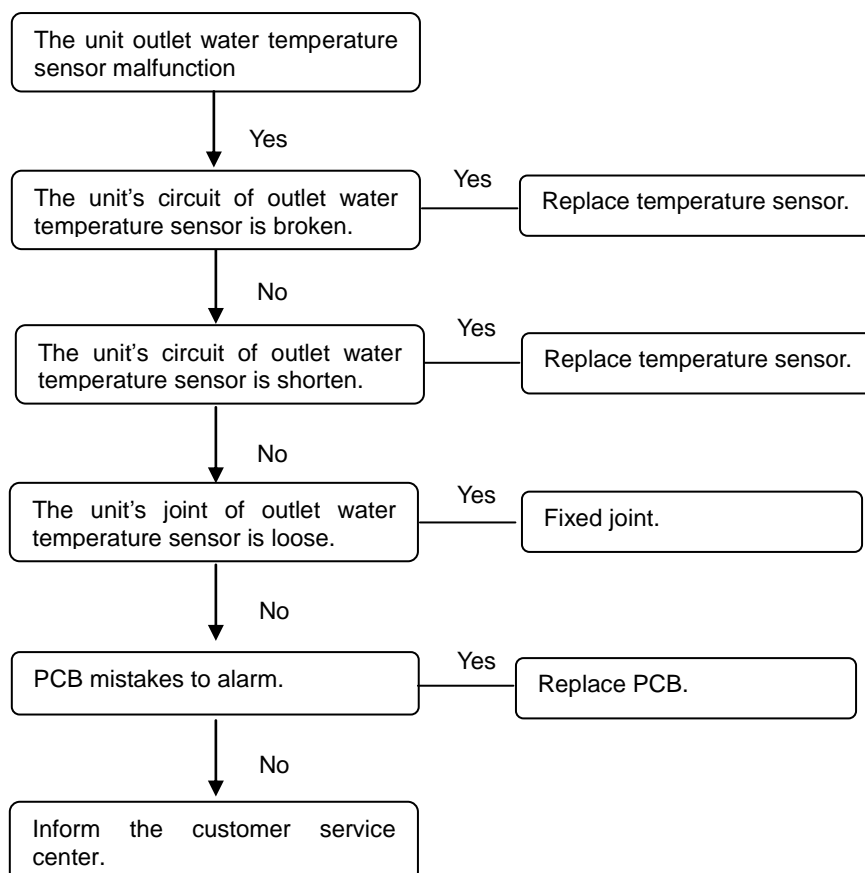 The unit outlet water temperature
sensor malfunction
Yes
The unit's circuit of outlet water
temperature sensor is broken.
Yes
Replace temperature sensor.
No
The unit's circuit of outlet water
temperature sensor is shorten.
Yes
Replace temperature sensor.
No
The unit's joint of outlet water
temperature sensor is loose.
Yes
Fixed joint.
No
PCB mistakes to alarm.
Yes
Replace PCB.
No
Inform the customer service
center.